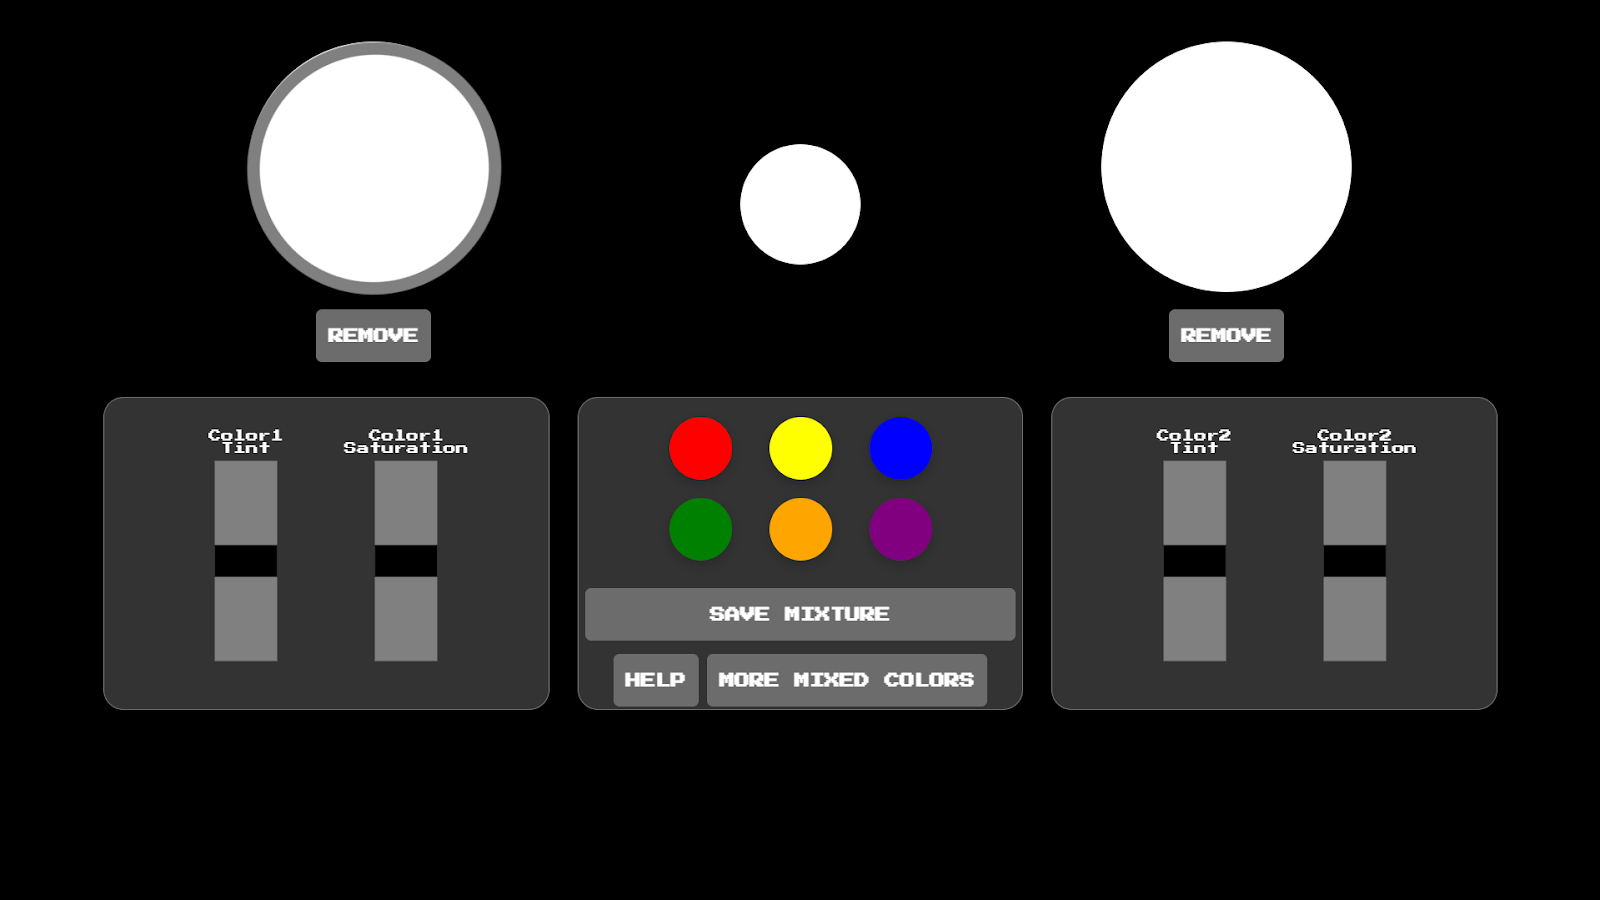 REMOVE
REMOVE
Color1
Tint
Color1
Saturation
SAVE MIXTURE
HELP
MORE MIXED COLORS
Color2
Tint
Color2
Saturation